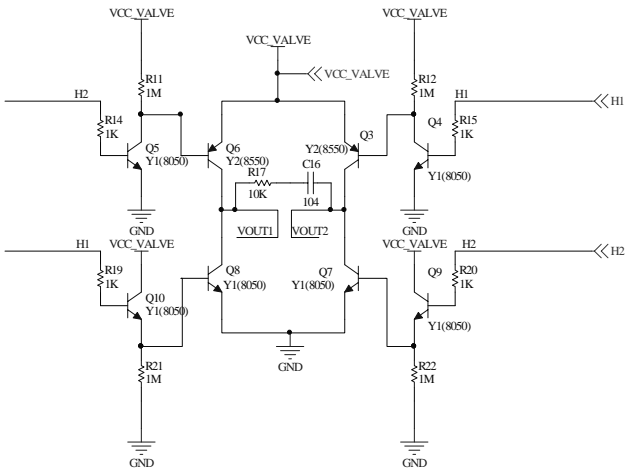 VCC_VALVE
VCC_VALVE
VCC_VALVE
VCC_VALVE
R11
1M
R12
1M
H2
H1
H1
R14
1K
Q5
Y1(8050)
Q6
Y2(8550)
Q3
Y2(8550)
Q4
Y1(8050)
R15
1K
R17
10K
C16
104
GND
VOUT1
VOUT2
GND
H1
VCC_VALVE
VCC_VALVE
H2
H2
R19
1K
Q10
Y1(8050)
Q8
Y1(8050)
Q7
Y1(8050)
Q9
Y1(8050)
R20
1K
R21
1M
GND
R22
1M
GND
GND